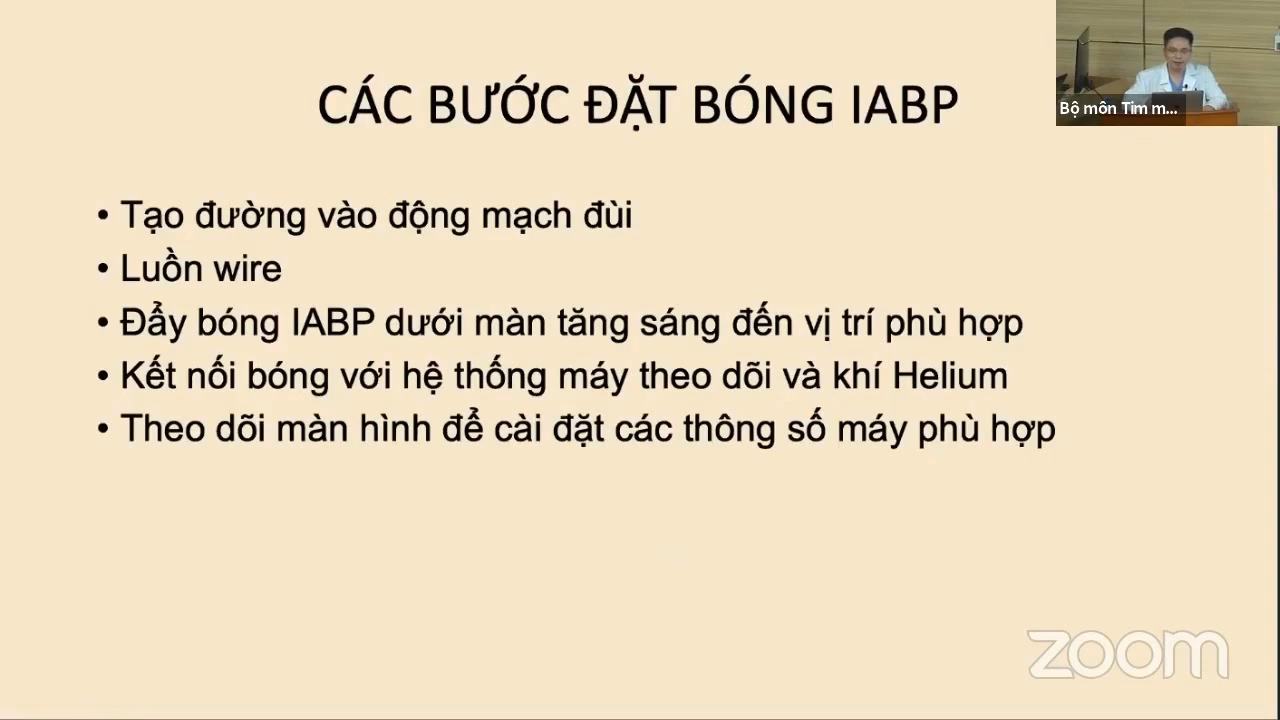 CÁC BƯỚC ĐẶT BÓNG IABP
Bộ môn Tim m...
• Tạo đường vào động mạch đùi
• Luồn wire
• Đẩy bóng IABP dưới màn tăng sáng đến vị trí phù hợp
• Kết nối bóng với hệ thống máy theo dõi và khí Helium
• Theo dõi màn hình để cài đặt các thông số máy phù hợp
zoom